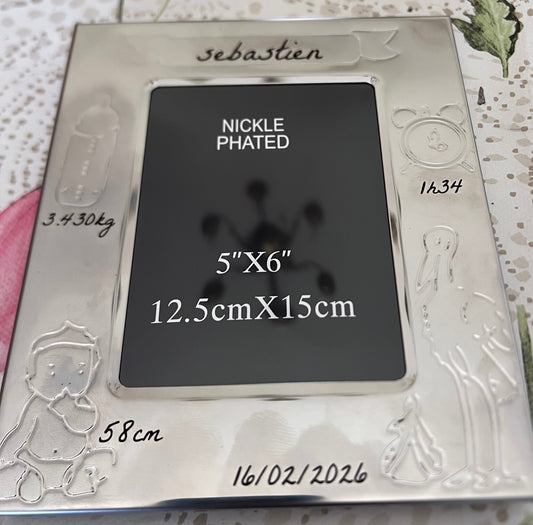 sebastien
NICKLE
PHATED
1h34
3.430kg
5"X6"
12.5cmX15cm
58cm
16/02/2026